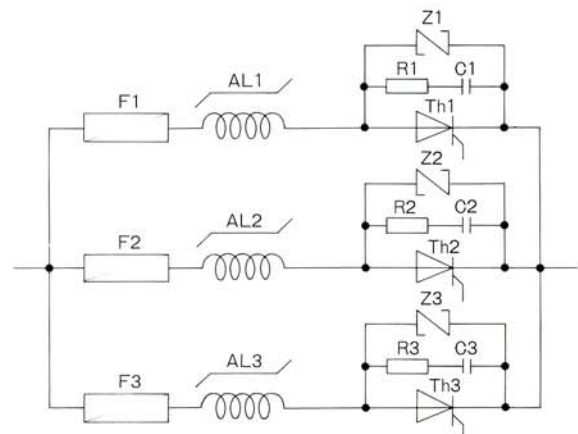 Z1
R1 C1
AL1
F1 Th1
Z2
R2 C2
AL2
F2 Th2
Z3
R3 C3
AL3
F3 Th3